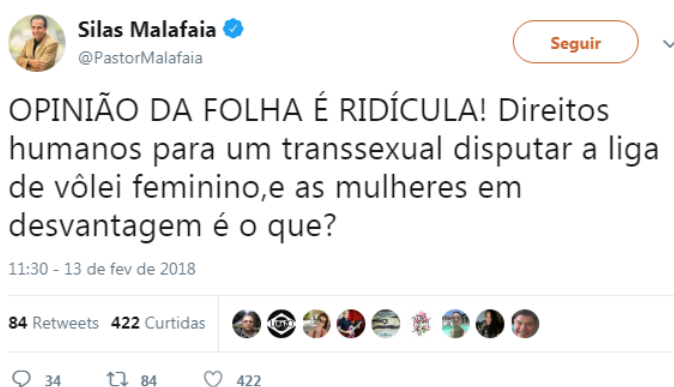 Silas Malafaia
@PastorMalafaia
Seguir
OPINIÃO DA FOLHA É RIDÍCULA! Direitos
humanos para um transsexual disputar a liga
de vôlei feminino,e as mulheres em
desvantagem é o que?
11:30 - 13 de fev de 2018
84 Retweets 422 Curtidas
34 84 422